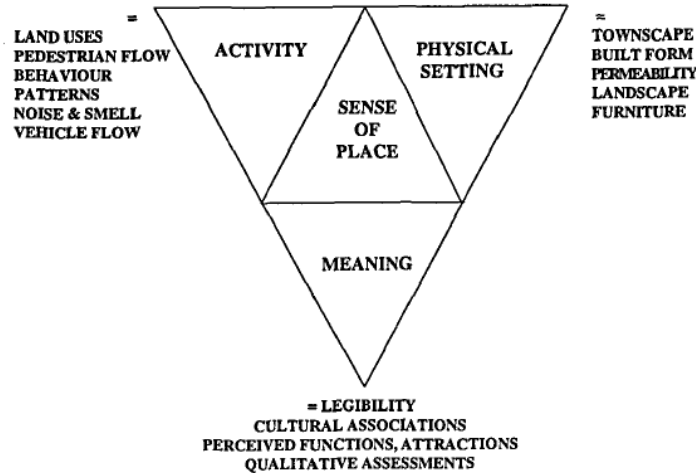 =
LAND USES
PEDESTRIAN FLOW
BEHAVIOUR
PATTERNS
NOISE & SMELL
VEHICLE FLOW
ACTIVITY
PHYSICAL
SETTING
=
TOWNSCAPE
BUILT FORM
PERMEABILITY
LANDSCAPE
FURNITURE
SENSE
OF
PLACE
MEANING
= LEGIBILITY
CULTURAL ASSOCIATIONS
PERCEIVED FUNCTIONS, ATTRACTIONS
QUALITATIVE ASSESSMENTS